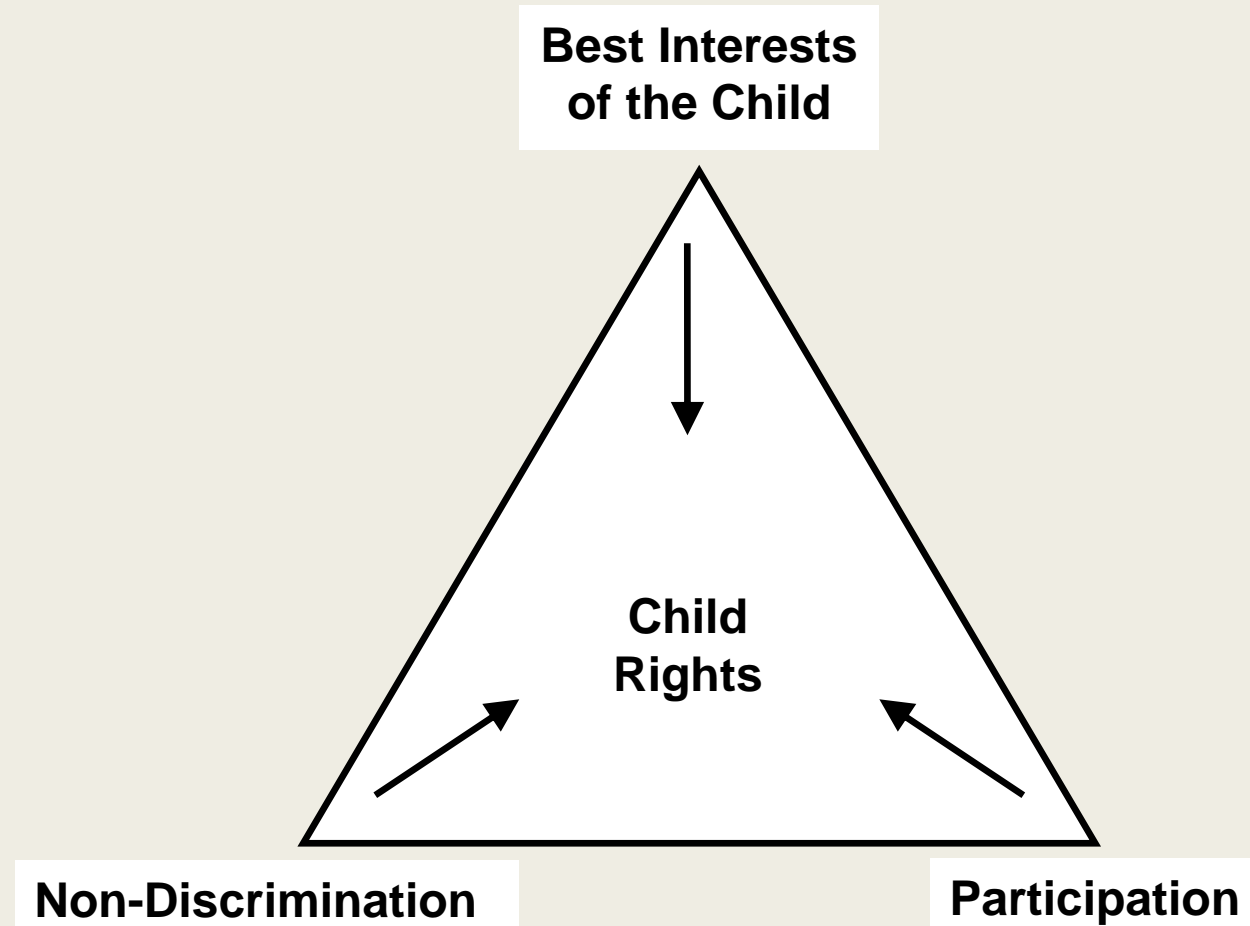 Best Interests
of the Child
Child
Rights
Non-Discrimination
Participation